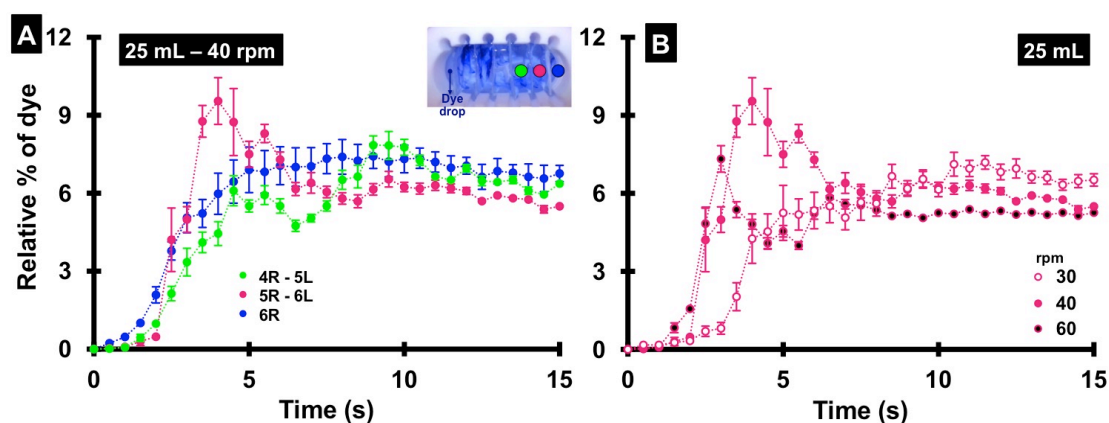 A
25 mL – 40 rpm
Dye
drop
Relative % of dye
12
9
6
3
0
4R - 5L
5R - 6L
6R
0 5 10 15
Time (s)
B
25 mL
12
9
6
3
0
rpm
30
40
60
0 5 10 15
Time (s)